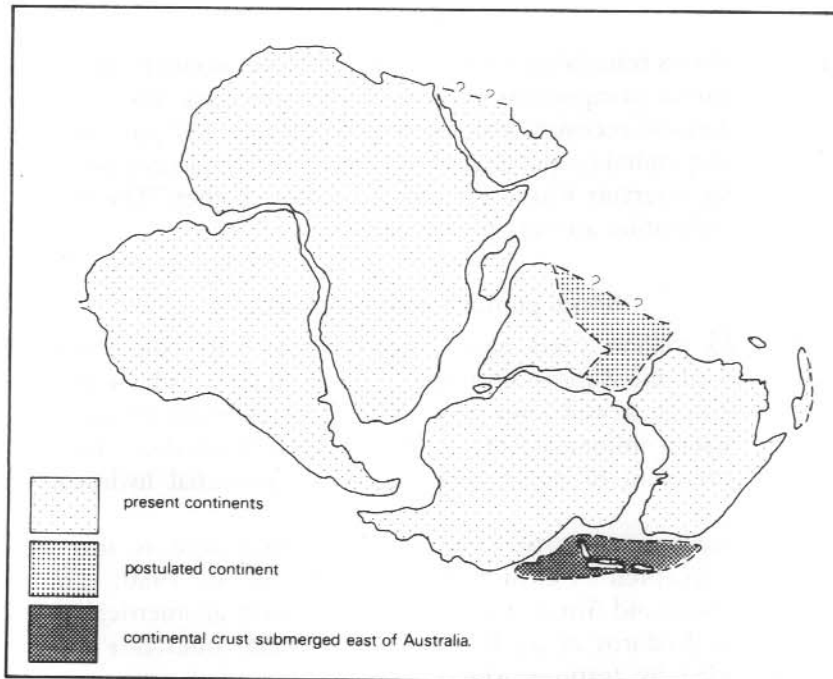 ? ?
? ?
present continents
postulated continent
continental crust submerged east of Australia.